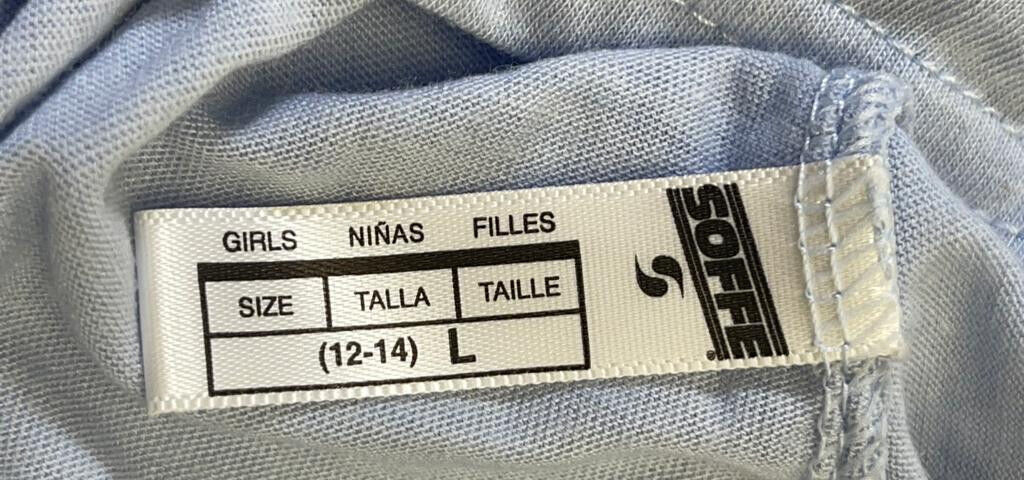 GIRLS NIÑAS FILLES
SIZE TALLA TAILLE
(12-14) L
SOFFE®